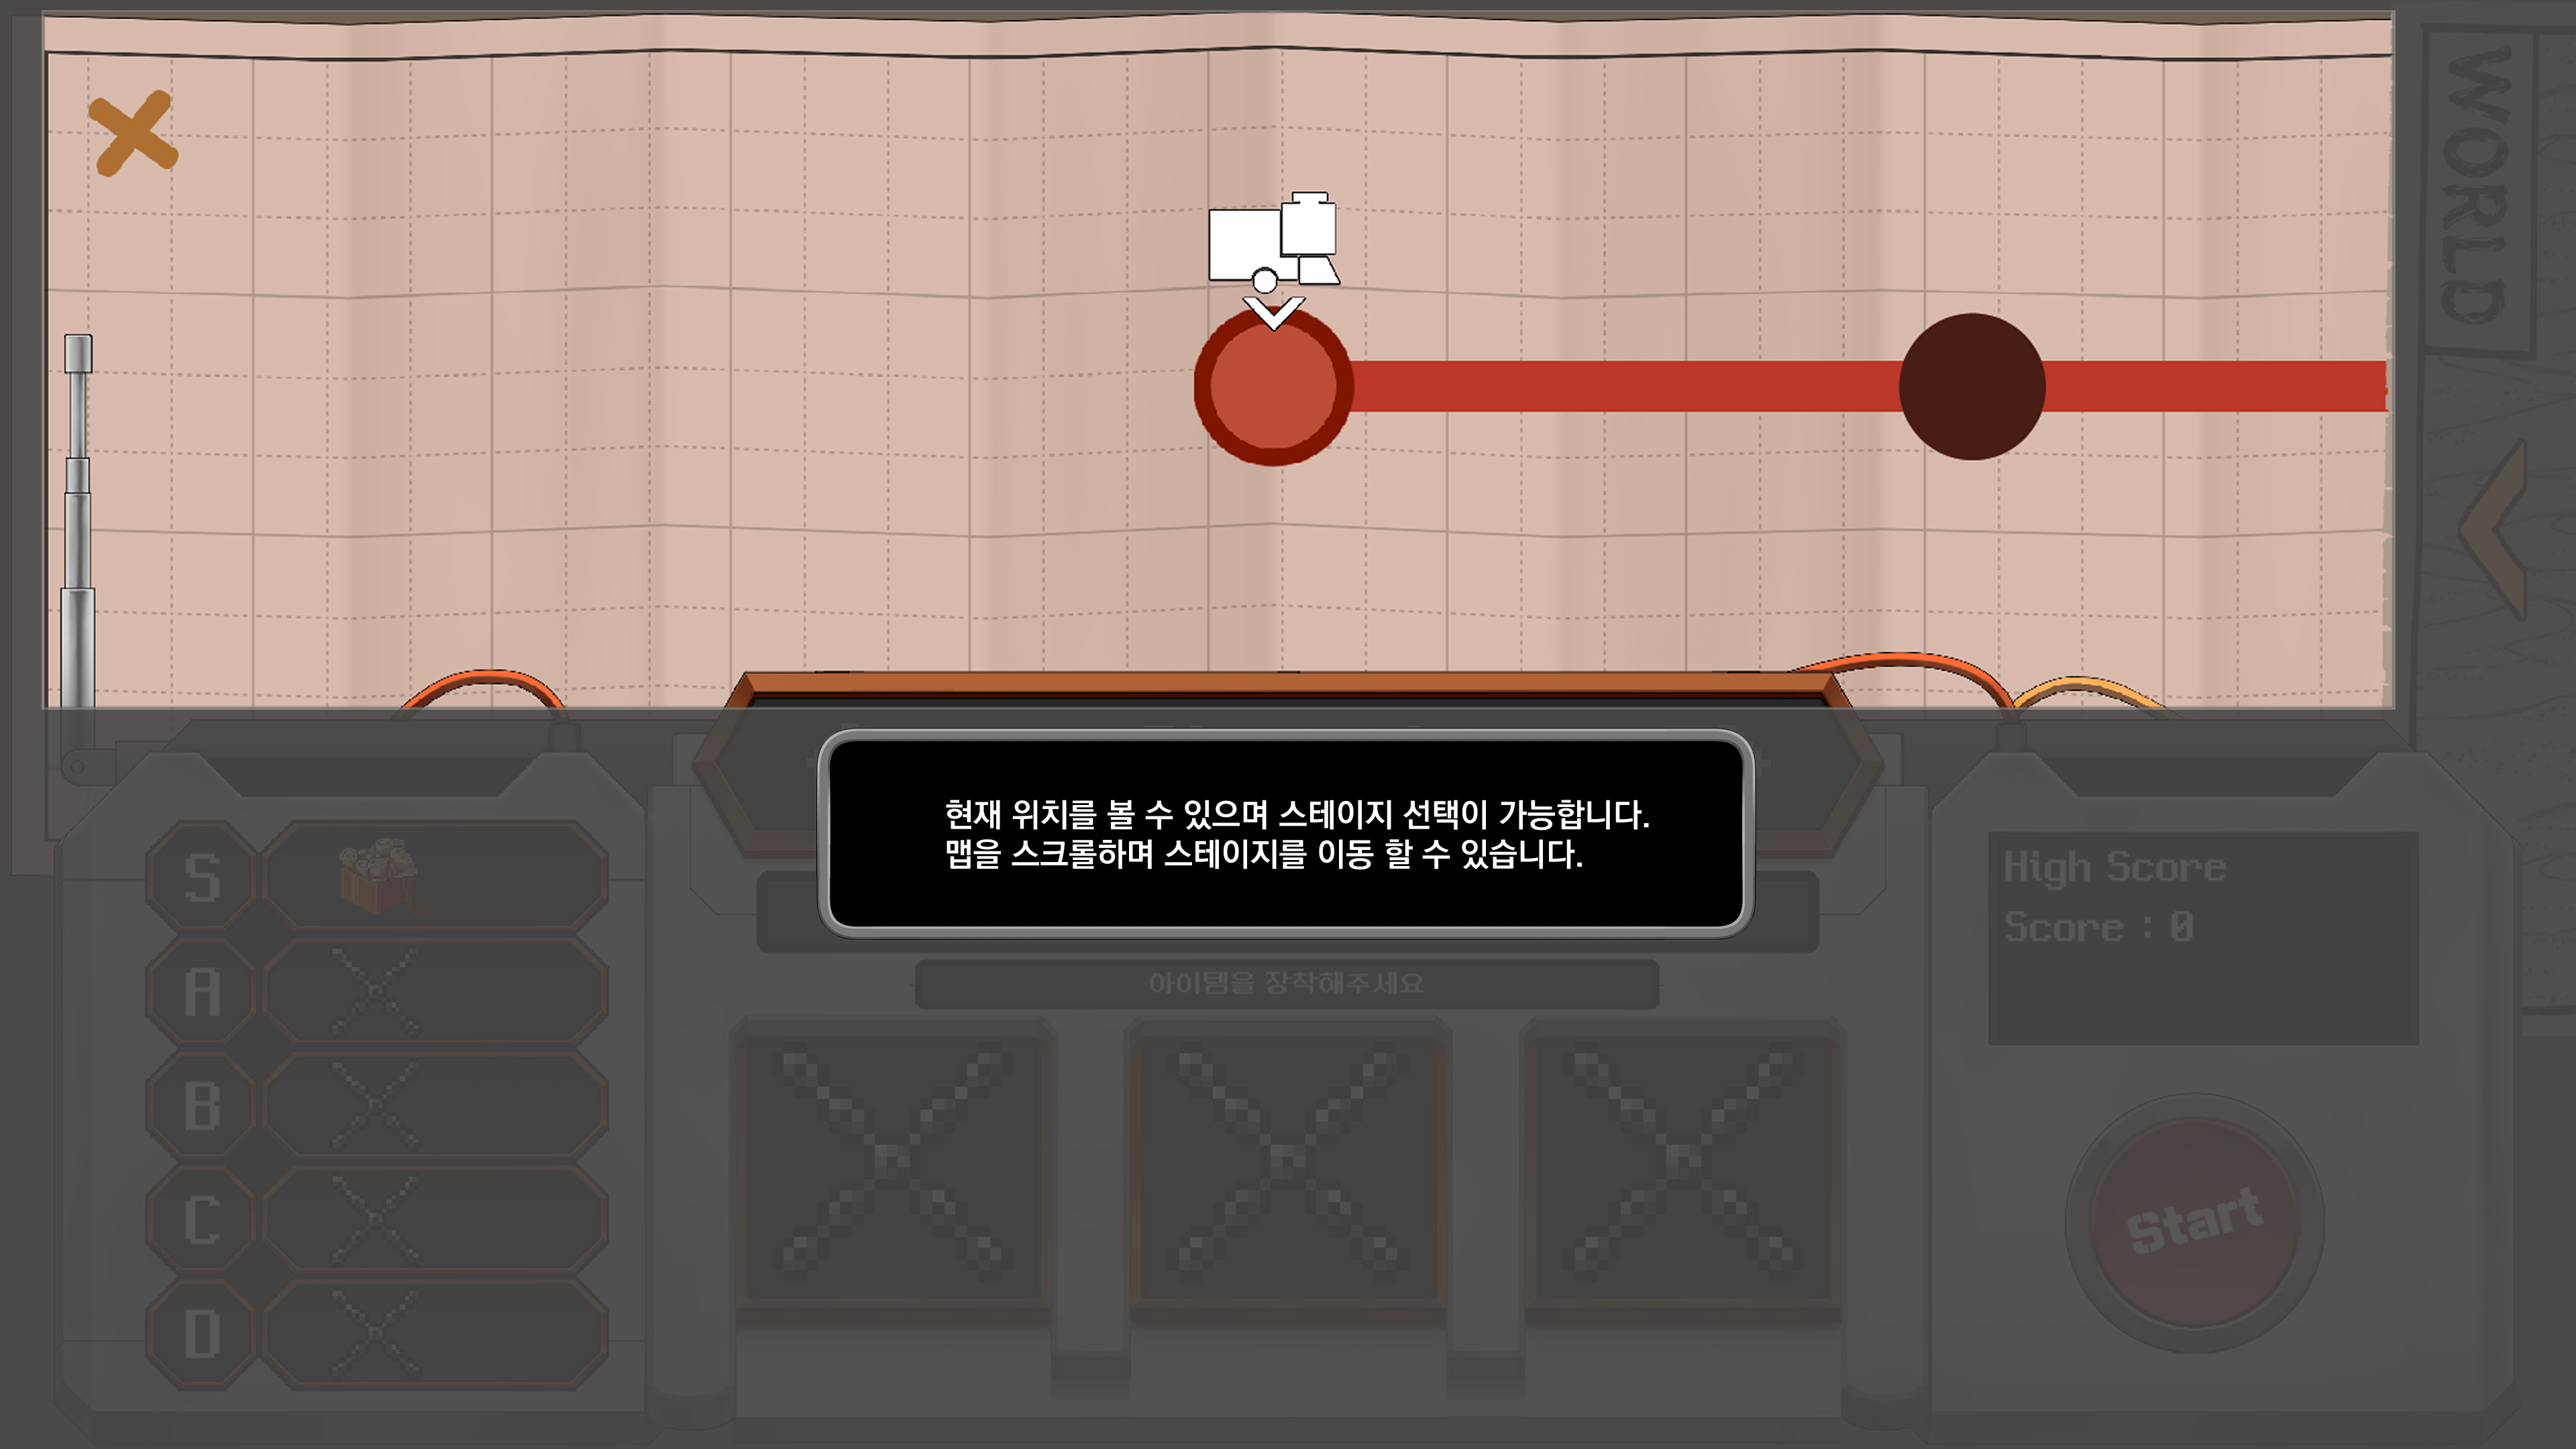 WORLD
현재 위치를 볼 수 있으며 스테이지 선택이 가능합니다.
맵을 스크롤하며 스테이지를 이동 할 수 있습니다.
아이템을 장착해주세요
S
A
B
C
D
High Score
Score : 0
Start